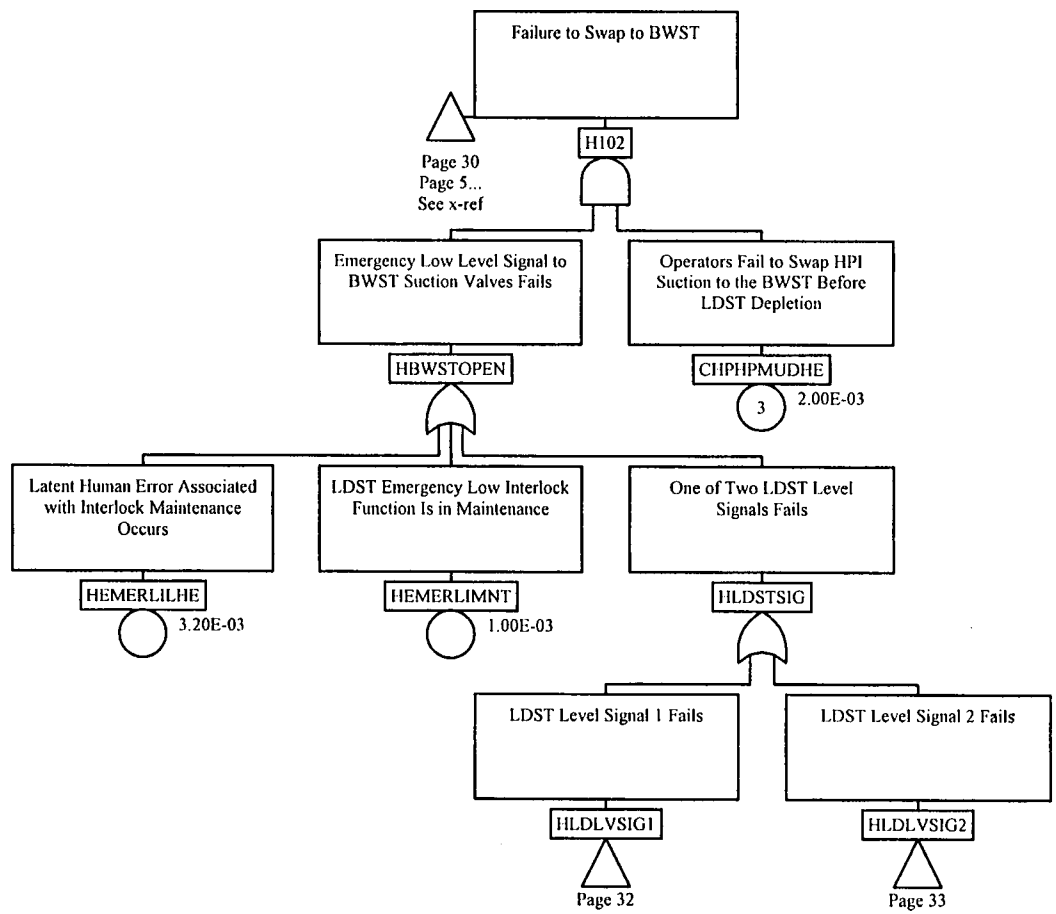 Failure to Swap to BWST
Page 30
Page 5...
See x-ref
H102
Emergency Low Level Signal to
BWST Suction Valves Fails
HBWSTOPEN
Operators Fail to Swap HPI
Suction to the BWST Before
LDST Depletion
CHPHPMUDHE
3
2.00E-03
Latent Human Error Associated
with Interlock Maintenance
Occurs
HEMERLILHE
3.20E-03
LDST Emergency Low Interlock
Function Is in Maintenance
HEMERLIMNT
1.00E-03
One of Two LDST Level
Signals Fails
HLDSTSIG
LDST Level Signal 1 Fails
HLDLVSIG1
Page 32
LDST Level Signal 2 Fails
HLDLVSIG2
Page 33